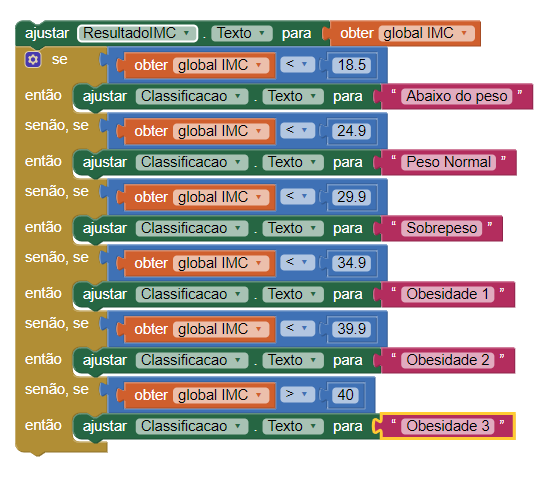 ajustar ResultadoIMC . Texto para obter global IMC
se obter global IMC < 18.5
então ajustar Classificacao . Texto para “ Abaixo do peso ”
senão, se obter global IMC < 24.9
então ajustar Classificacao . Texto para “ Peso Normal ”
senão, se obter global IMC < 29.9
então ajustar Classificacao . Texto para “ Sobrepeso ”
senão, se obter global IMC < 34.9
então ajustar Classificacao . Texto para “ Obesidade 1 ”
senão, se obter global IMC < 39.9
então ajustar Classificacao . Texto para “ Obesidade 2 ”
senão, se obter global IMC > 40
então ajustar Classificacao . Texto para “ Obesidade 3 ”